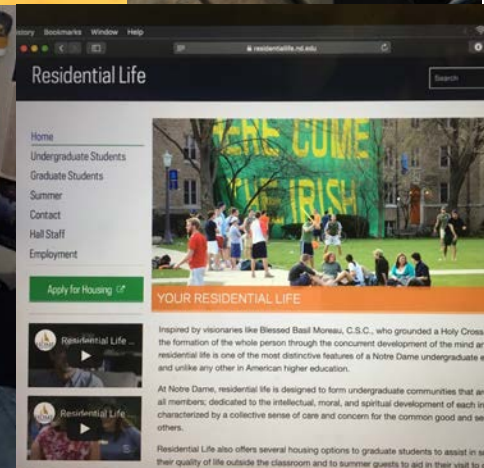 Bookmarks Window Help
residentiallife.nd.edu
Residential Life
Search
Home
Undergraduate Students
Graduate Students
Summer
Contact
Hall Staff
Employment
Apply for Housing
HERE COME
THE IRISH
YOUR RESIDENTIAL LIFE
Residential Life ...
Residential Life ...
Inspired by visionaries like Blessed Basil Moreau, C.S.C., who grounded a Holy Cross
the formation of the whole person through the concurrent development of the mind
residential life is one of the most distinctive features of a Notre Dame undergraduate
and unlike any other in American higher education.
At Notre Dame, residential life is designed to form undergraduate communities that
all members; dedicated to the intellectual, moral, and spiritual development of each
characterized by a collective sense of care and concern for the common good and
others.
Residential Life also offers several housing options to graduate students to assist in
their quality of life outside the classroom and to summer guests to aid in their visit to